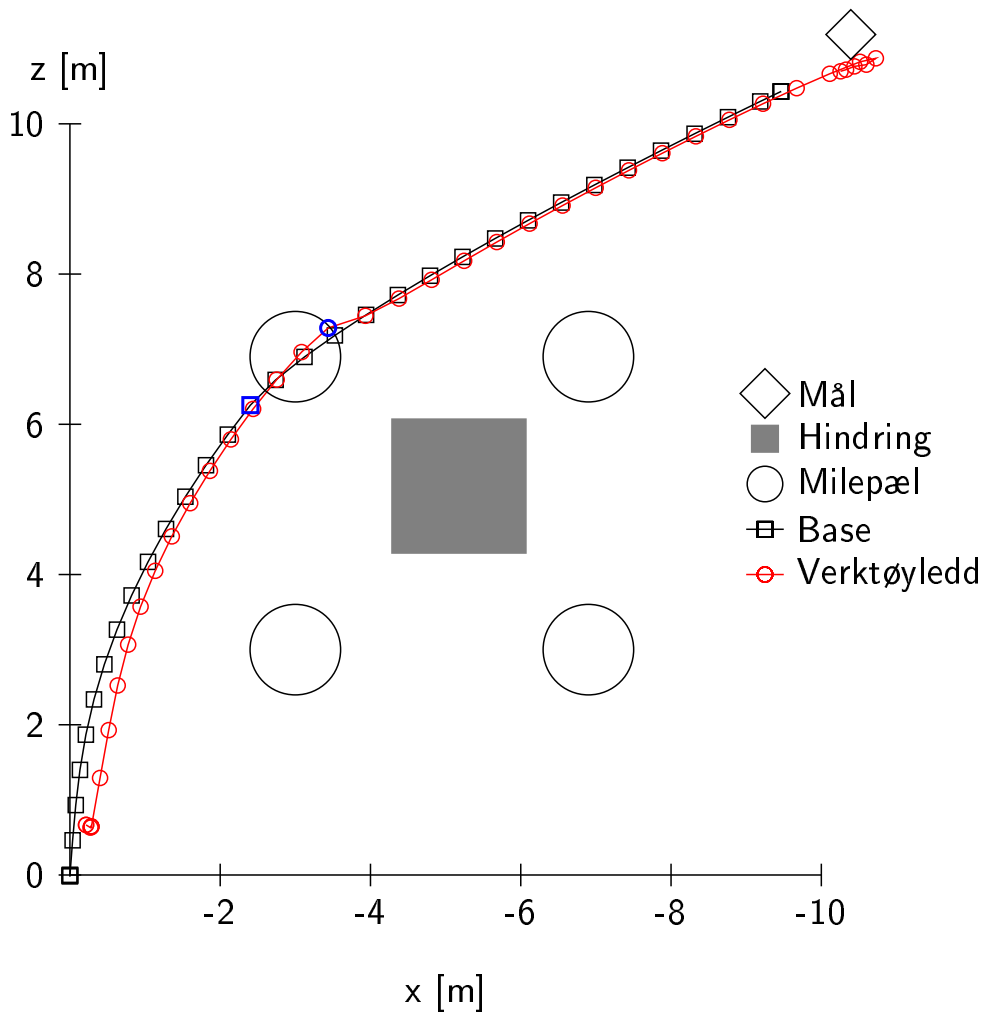 z [m]
10
8
6
4
2
0
-2 -4 -6 -8 -10
x [m]
Mål
Hindring
Milepæl
Base
Verktøyledd